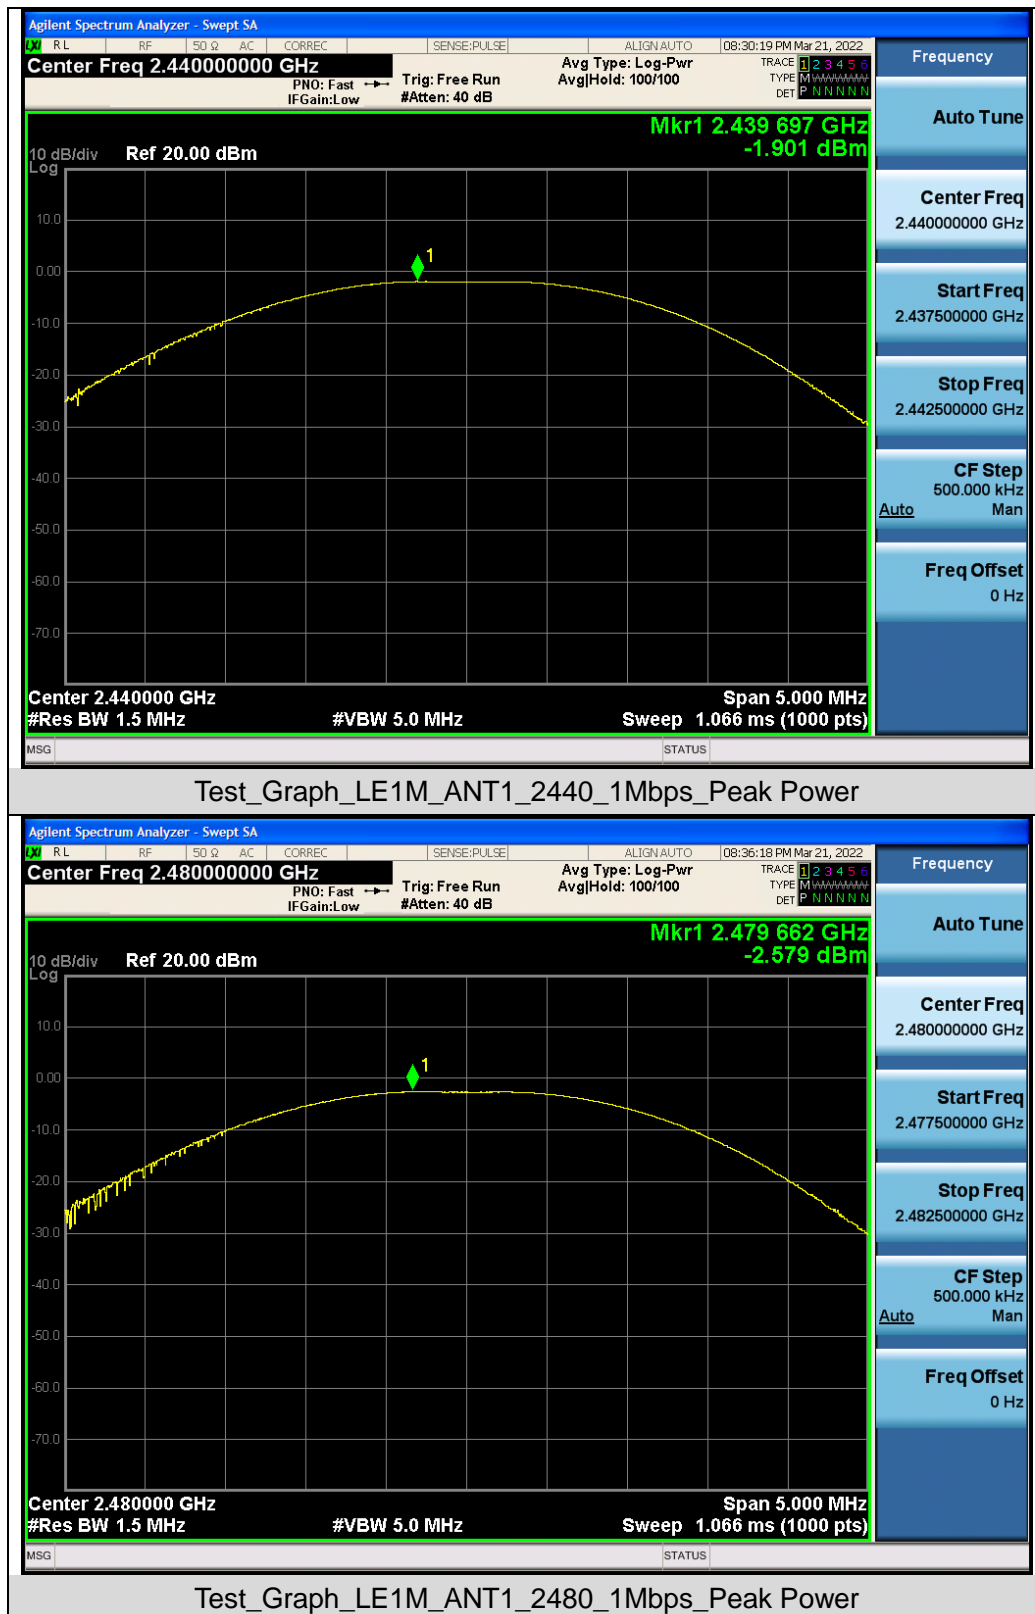 Agilent Spectrum Analyzer - Swept SA
LXI RL RF 50 Ω AC CORREC SENSE:PULSE ALIGN AUTO 08:30:19 PM Mar 21, 2022
Center Freq 2.440000000 GHz
PNO: Fast
IFGain:Low
Trig: Free Run
#Atten: 40 dB
Avg Type: Log-Pwr
Avg|Hold: 100/100
TRACE 1 2 3 4 5 6
TYPE M WWWWW
DET P N N N N N
Frequency
Auto Tune
Center Freq
2.440000000 GHz
Start Freq
2.437500000 GHz
Stop Freq
2.442500000 GHz
CF Step
500.000 kHz
Auto Man
Freq Offset
0 Hz
Mkr1 2.439 697 GHz
-1.901 dBm
10 dB/div Ref 20.00 dBm
Log
10.0
1
0.00
-10.0
-20.0
-30.0
-40.0
-50.0
-60.0
-70.0
Center 2.440000 GHz Span 5.000 MHz
#Res BW 1.5 MHz #VBW 5.0 MHz Sweep 1.066 ms (1000 pts)
MSG STATUS
Test_Graph_LE1M_ANT1_2440_1Mbps_Peak Power
Agilent Spectrum Analyzer - Swept SA
LXI RL RF 50 Ω AC CORREC SENSE:PULSE ALIGN AUTO 08:36:18 PM Mar 21, 2022
Center Freq 2.480000000 GHz
PNO: Fast
IFGain:Low
Trig: Free Run
#Atten: 40 dB
Avg Type: Log-Pwr
Avg|Hold: 100/100
TRACE 1 2 3 4 5 6
TYPE M WWWWW
DET P N N N N N
Frequency
Auto Tune
Center Freq
2.480000000 GHz
Start Freq
2.477500000 GHz
Stop Freq
2.482500000 GHz
CF Step
500.000 kHz
Auto Man
Freq Offset
0 Hz
Mkr1 2.479 662 GHz
-2.579 dBm
10 dB/div Ref 20.00 dBm
Log
10.0
1
0.00
-10.0
-20.0
-30.0
-40.0
-50.0
-60.0
-70.0
Center 2.480000 GHz Span 5.000 MHz
#Res BW 1.5 MHz #VBW 5.0 MHz Sweep 1.066 ms (1000 pts)
MSG STATUS
Test_Graph_LE1M_ANT1_2480_1Mbps_Peak Power